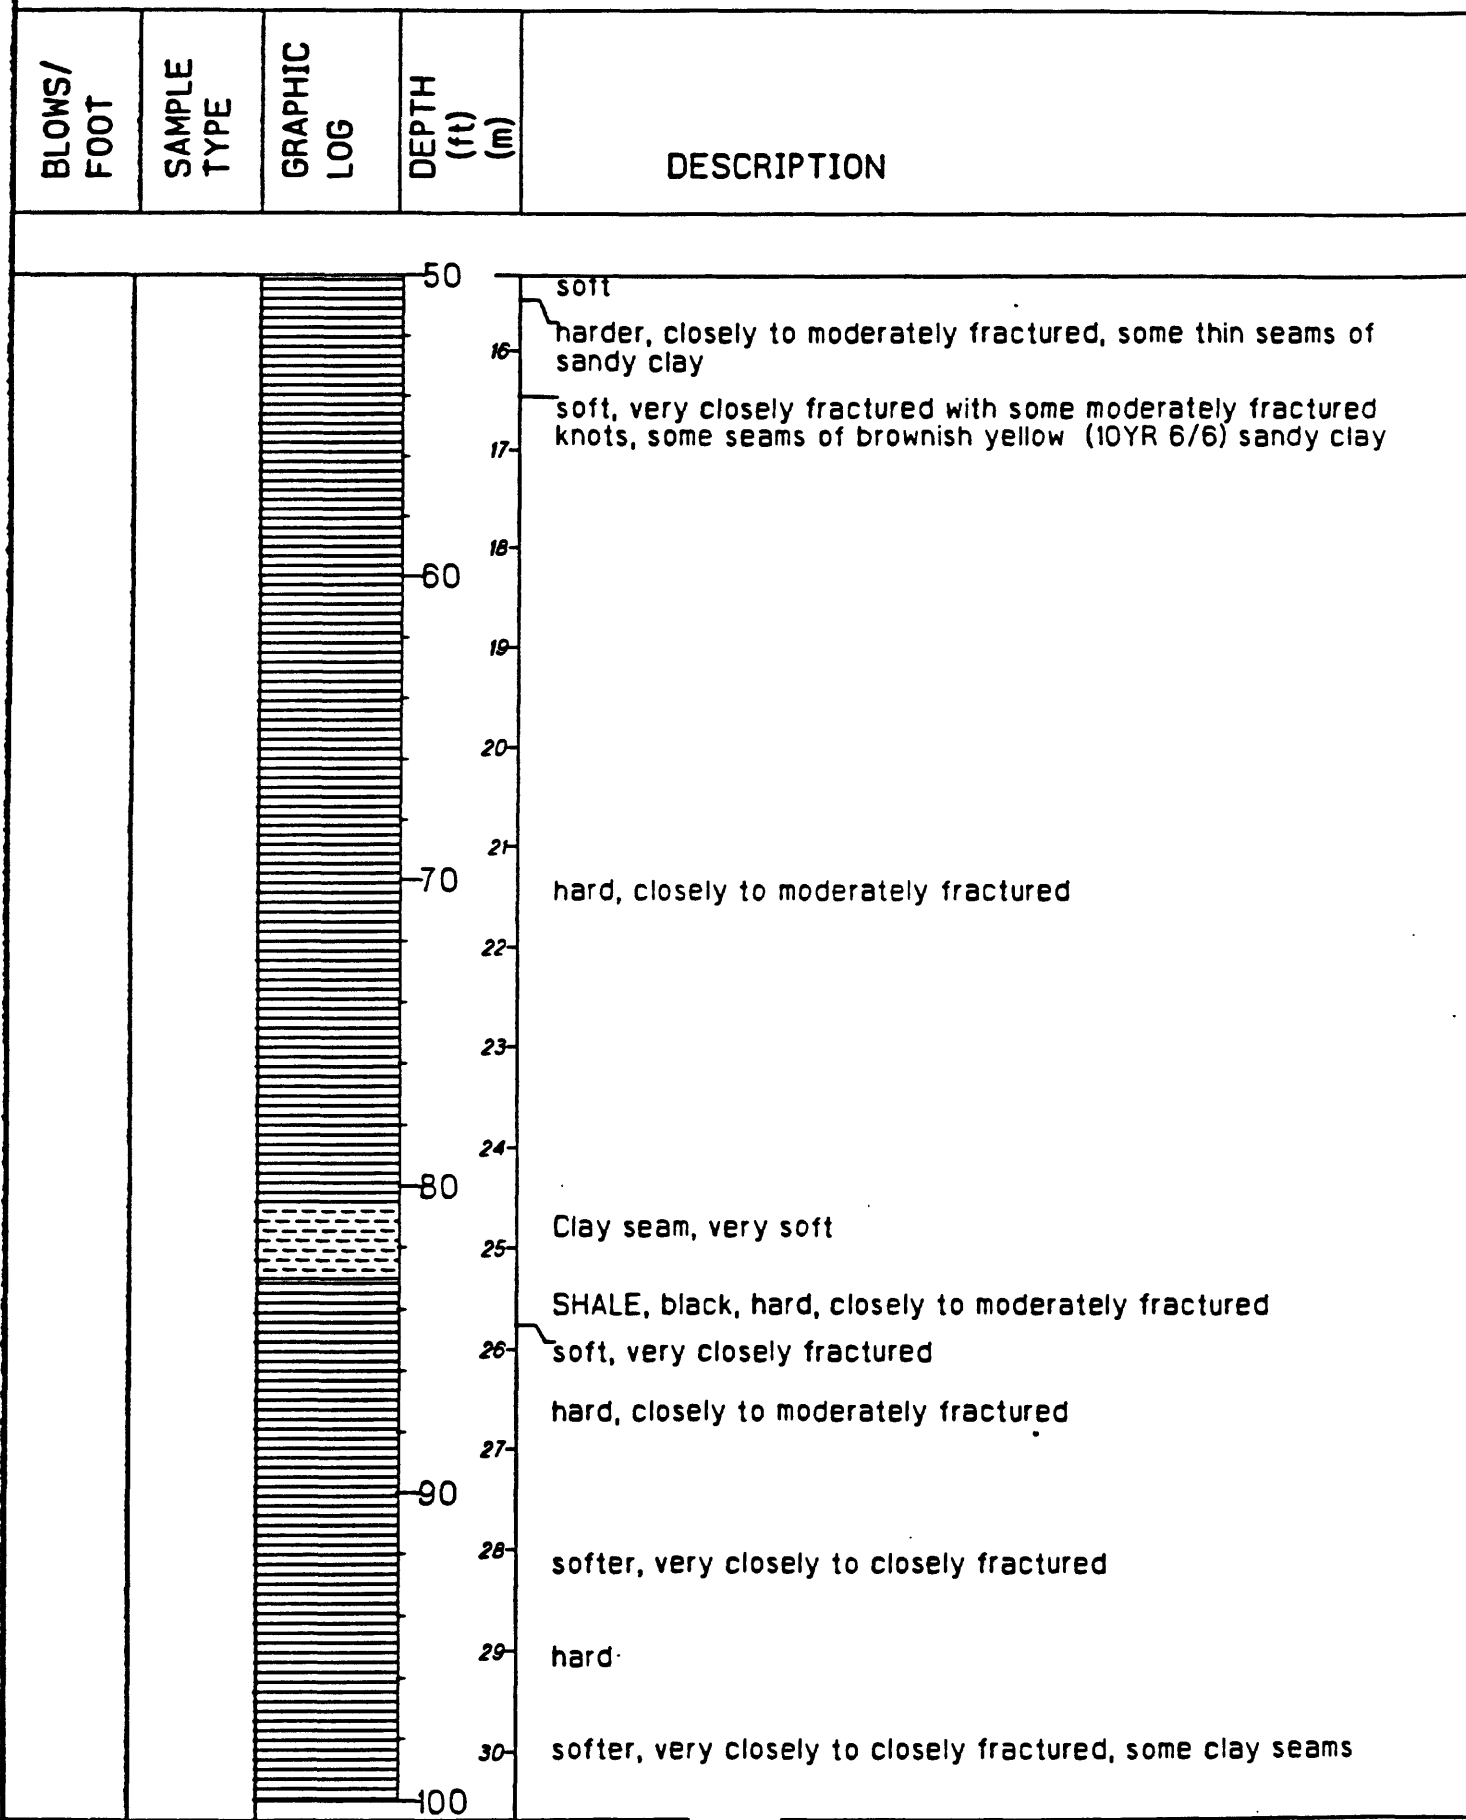 BLOWS/
FOOT
SAMPLE
TYPE
GRAPHIC
LOG
DEPTH
(ft)
(m)
DESCRIPTION
50
soft
harder, closely to moderately fractured, some thin seams of
16
sandy clay
soft, very closely fractured with some moderately fractured
knots, some seams of brownish yellow (10YR 6/6) sandy clay
17
18
60
19
20
21
70
hard, closely to moderately fractured
22
23
24
80
Clay seam, very soft
25
SHALE, black, hard, closely to moderately fractured
26
soft, very closely fractured
hard, closely to moderately fractured
27
90
28
softer, very closely to closely fractured
29
hard
30
softer, very closely to closely fractured, some clay seams
100